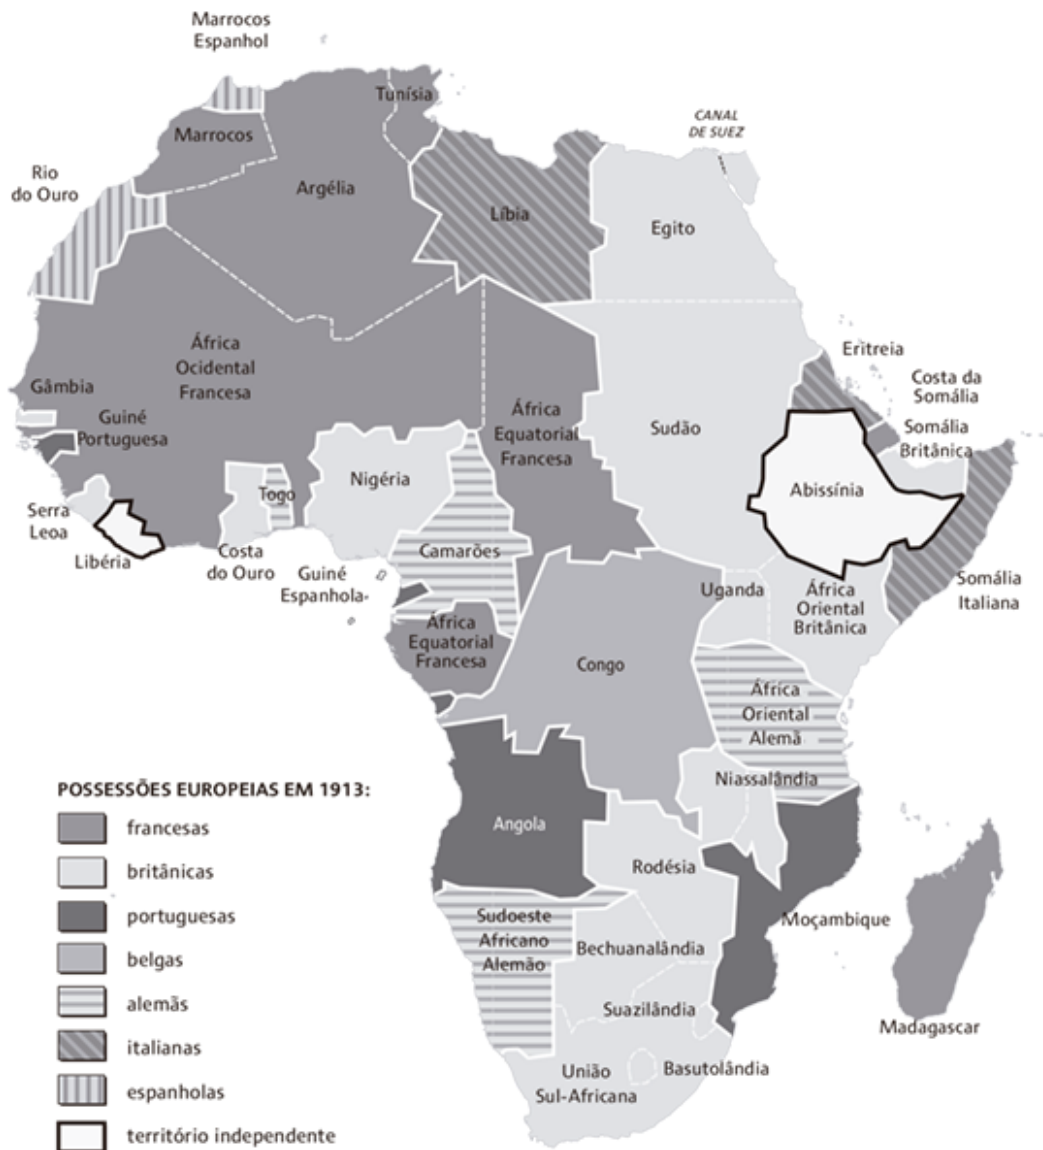 Marrocos
Espanhol
Tunísia
CANAL
DE SUEZ
Marrocos
Rio
do Ouro
Argélia
Líbia
Egito
África
Ocidental
Francesa
Eritreia
Costa da
Somália
Gâmbia
Guiné
Portuguesa
África
Equatorial
Francesa
Sudão
Somália
Britânica
Nigéria
Togo
Abissínia
Serra
Leoa
Libéria
Costa
do Ouro
Camarões
Guiné
Espanhola
Uganda
África
Oriental
Britânica
Somália
Italiana
África
Equatorial
Francesa
Congo
África
Oriental
Alemã
Niassalândia
POSSESSÕES EUROPEIAS EM 1913:
francesas
britânicas
portuguesas
belgas
alemãs
italianas
espanholas
território independente
Angola
Rodésia
Moçambique
Sudoeste
Africano
Alemão
Bechuanalândia
Suazilândia
Madagascar
União
Sul-Africana
Basutolândia